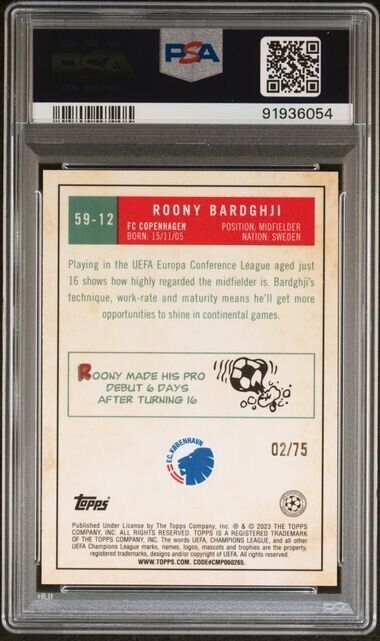 PSA
PSA
91936054
59-12
ROONY BARDGHJI
FC COPENHAGEN
BORN: 15/11/05
POSITION: MIDFIELDER
NATION: SWEDEN
Playing in the UEFA Europa Conference League aged just
16 shows how highly regarded the midfielder is. Bardghji's
technique, work-rate and maturity means he'll get more
opportunities to shine in continental games.
ROONY MADE HIS PRO
DEBUT 6 DAYS
AFTER TURNING 16
F.C. KØBENHAVN
02/75
Topps
Published Under License by The Topps Company, Inc. ® & © 2023 THE TOPPS
COMPANY, INC. ALL RIGHTS RESERVED. TOPPS IS A REGISTERED TRADEMARK
OF THE TOPPS COMPANY, INC. The words UEFA, CHAMPIONS LEAGUE, and all other
UEFA Champions League marks, names, logos, mascots and trophies are the property,
registered trademarks and/or copyright of UEFA. All rights reserved.
WWW.TOPPS.COM. CODE#CMP060265.